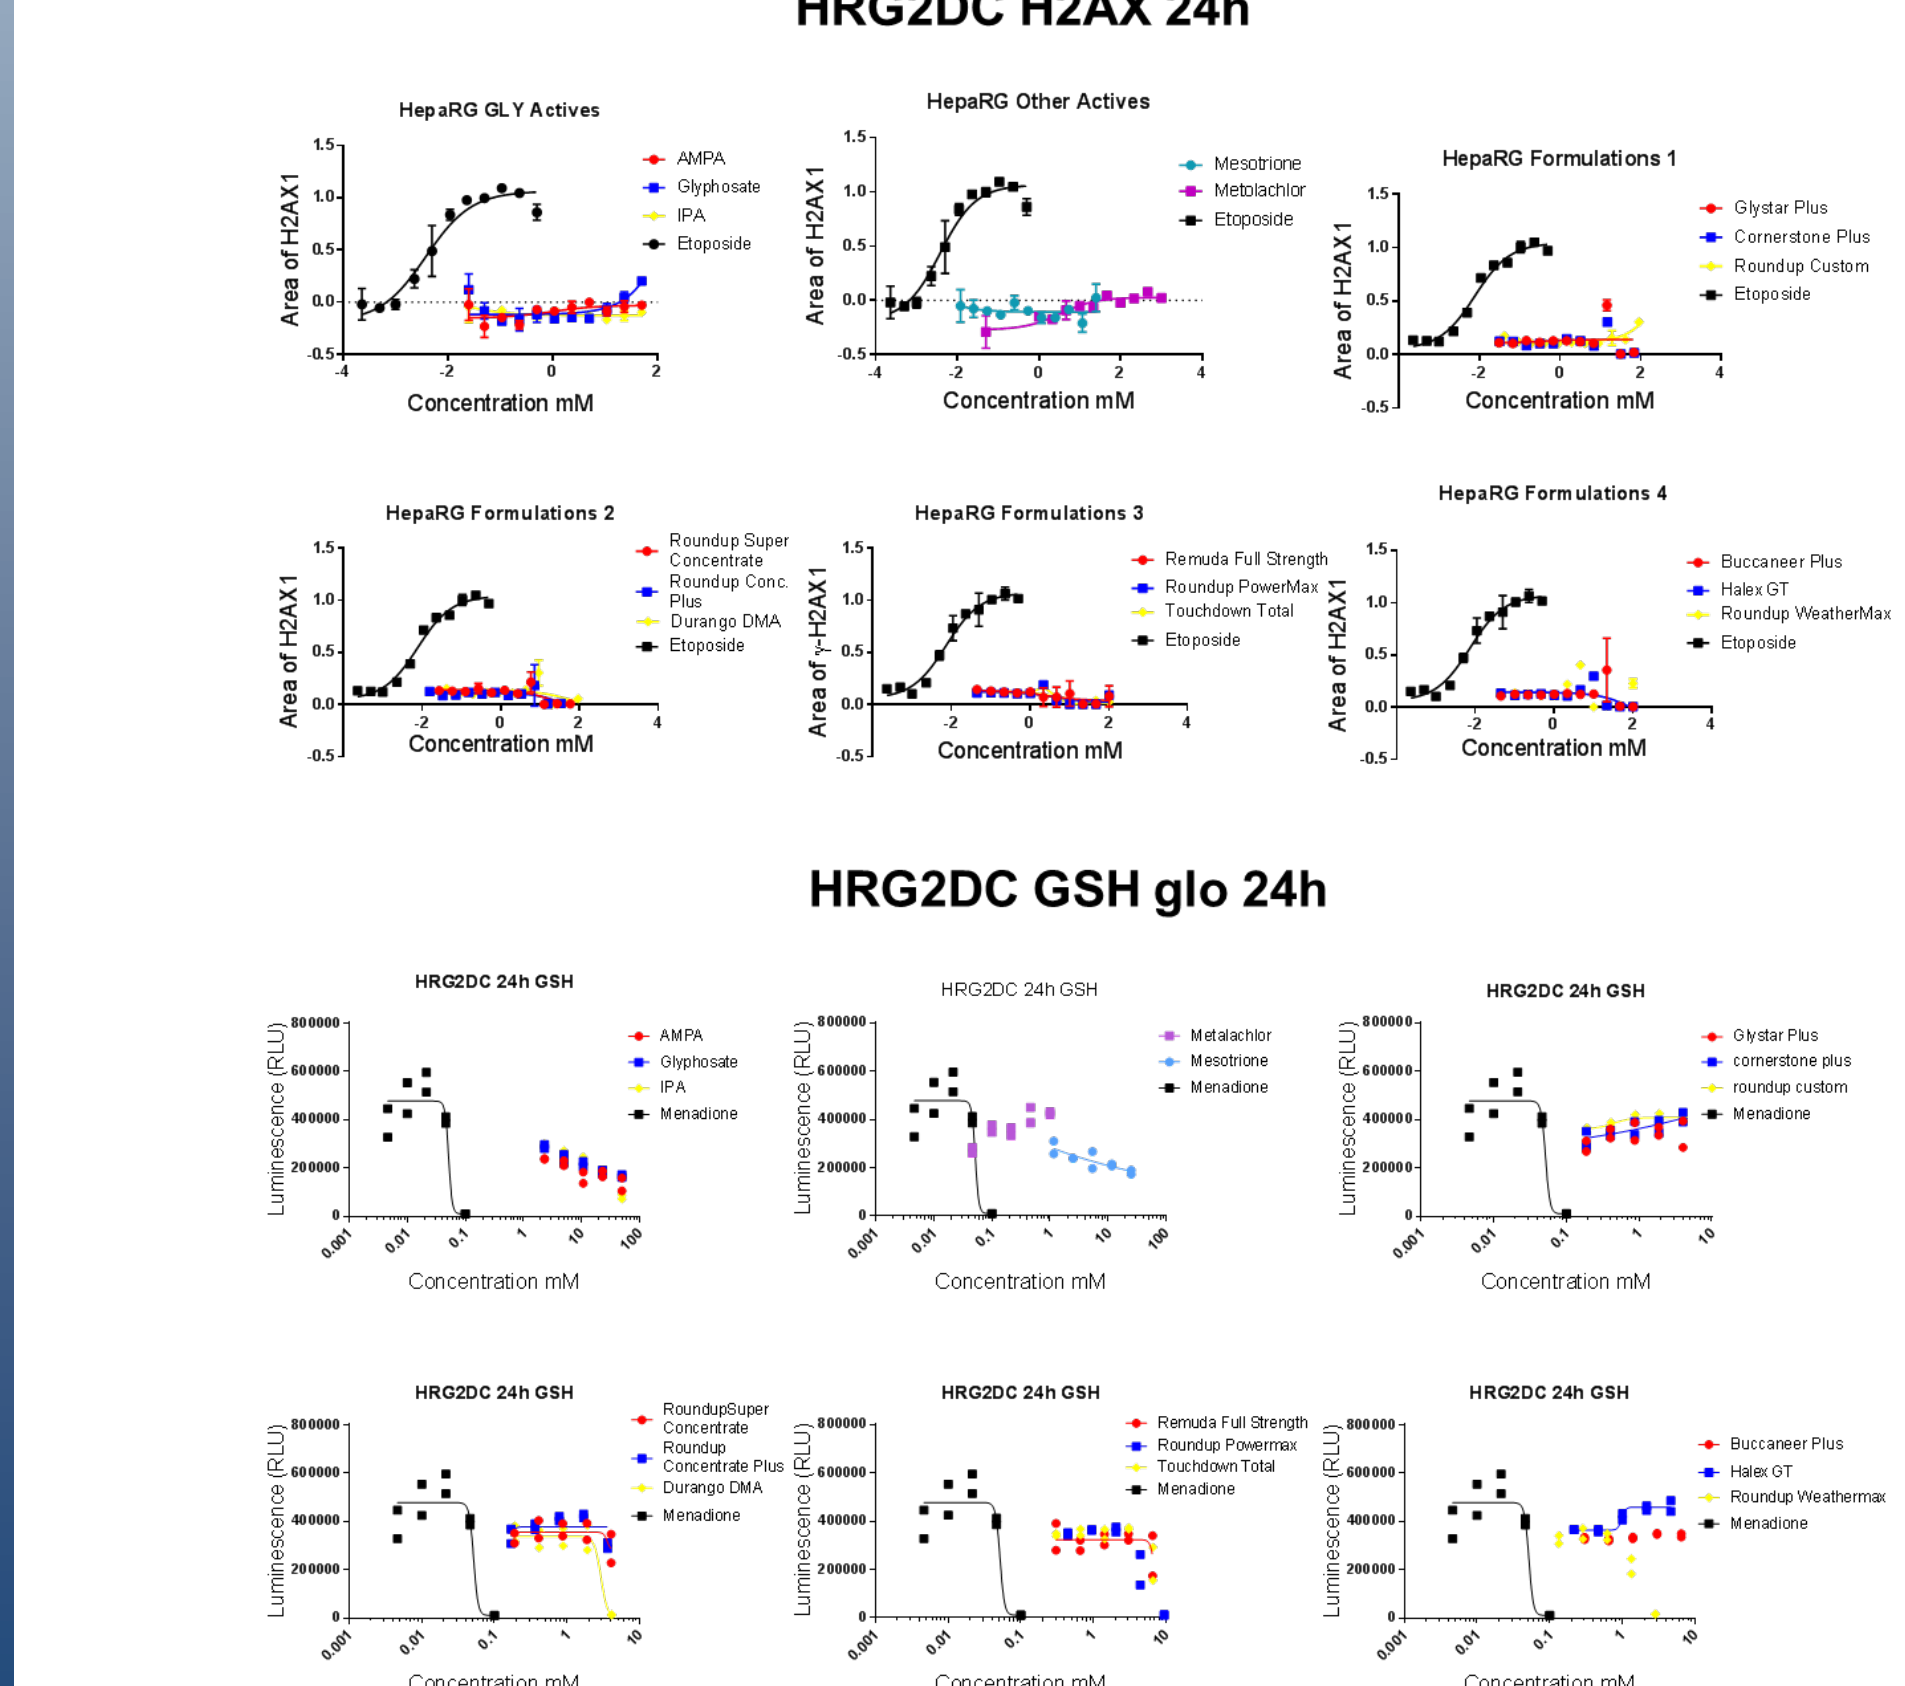 HRG2DC H2AX 24h
HepaRG GLY Actives
Area of H2AX1
1.5
1.0
0.5
0.0
-0.5
-4
-2
0
2
Concentration mM
AMPA
Glyphosate
IPA
Etoposide
HepaRG Other Actives
Area of H2AX1
1.5
1.0
0.5
0.0
-0.5
-4
-2
0
2
4
Concentration mM
Mesotrione
Metolachlor
Etoposide
HepaRG Formulations 1
Area of H2AX1
1.5
1.0
0.5
0.0
-0.5
-2
0
2
4
Concentration mM
Glystar Plus
Cornerstone Plus
Roundup Custom
Etoposide
HepaRG Formulations 2
Area of H2AX1
1.5
1.0
0.5
0.0
-0.5
-2
0
2
4
Concentration mM
Roundup Super
Concentrate
Roundup Conc.
Plus
Durango DMA
Etoposide
HepaRG Formulations 3
Area of γ-H2AX1
1.5
1.0
0.5
0.0
-0.5
-2
0
2
4
Concentration mM
Remuda Full Strength
Roundup PowerMax
Touchdown Total
Etoposide
HepaRG Formulations 4
Area of H2AX1
1.5
1.0
0.5
0.0
-0.5
-2
0
2
4
Concentration mM
Buccaneer Plus
Halex GT
Roundup WeatherMax
Etoposide
HRG2DC GSH glo 24h
HRG2DC 24h GSH
Luminescence (RLU)
800000
600000
400000
200000
0
0.001
0.01
0.1
1
10
100
Concentration mM
AMPA
Glyphosate
IPA
Menadione
HRG2DC 24h GSH
Luminescence (RLU)
800000
600000
400000
200000
0
0.001
0.01
0.1
1
10
100
Concentration mM
Metalachlor
Mesotrione
Menadione
HRG2DC 24h GSH
Luminescence (RLU)
800000
600000
400000
200000
0
0.001
0.01
0.1
1
10
Concentration mM
Glystar Plus
cornerstone plus
roundup custom
Menadione
HRG2DC 24h GSH
Luminescence (RLU)
800000
600000
400000
200000
0
0.001
0.01
0.1
1
10
Concentration mM
RoundupSuper
Concentrate
Roundup
Concentrate Plus
Durango DMA
Menadione
HRG2DC 24h GSH
Luminescence (RLU)
800000
600000
400000
200000
0
0.001
0.01
0.1
1
10
Concentration mM
Remuda Full Strength
Roundup Powermax
Touchdown Total
Menadione
HRG2DC 24h GSH
Luminescence (RLU)
800000
600000
400000
200000
0
0.001
0.01
0.1
1
10
Concentration mM
Buccaneer Plus
Halex GT
Roundup Weathermax
Menadione